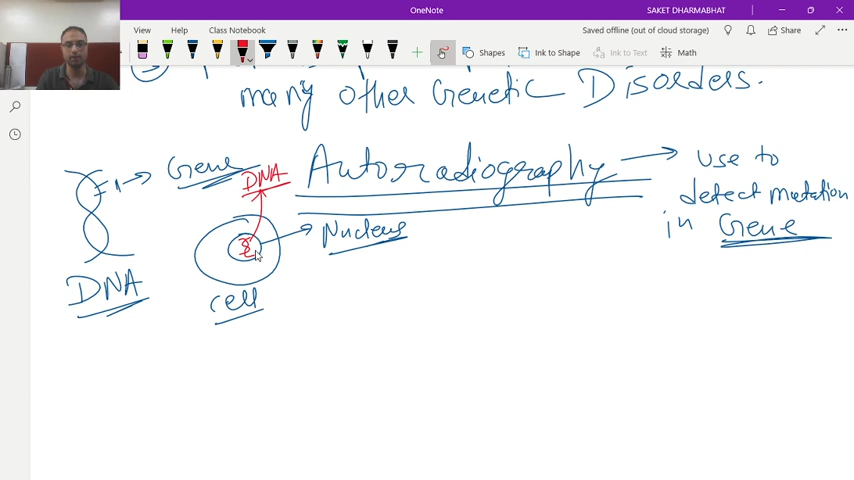 OneNote
SAKET DHARMABHAT
View Help Class Notebook
Saved offline (out of cloud storage)
Share
Shapes
Ink to Shape
Ink to Text
Math
many other Genetic Disorders.
Gene
DNA
Autoradiography
use to
detect mutation
in Gene
Nucleus
DNA
cell